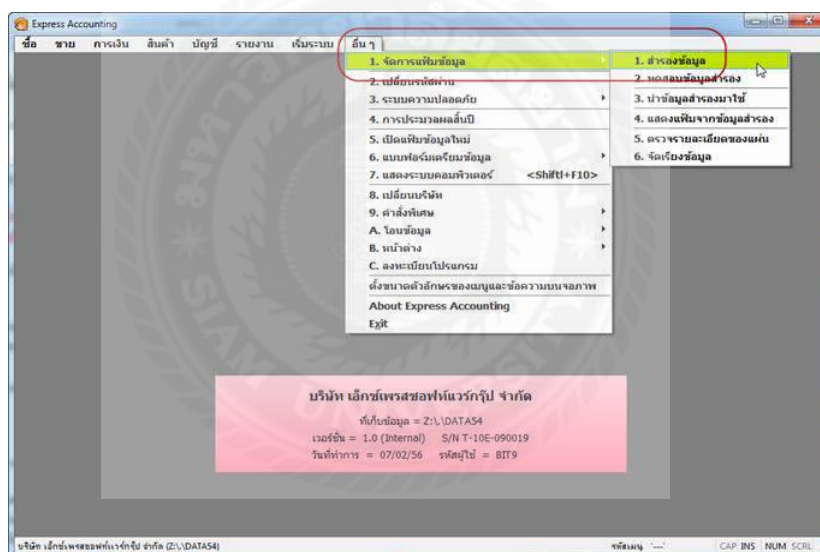 Express Accounting
ซื้อ ขาย การเงิน สินค้า บัญชี รายงาน เริ่มระบบ อื่น ๆ
1. จัดการแฟ้มข้อมูล
2. เปลี่ยนรหัสผ่าน
3. ระบบความปลอดภัย
4. การประมวลผลสิ้นปี
5. เปิดแฟ้มข้อมูลใหม่
6. แบบฟอร์มเตรียมข้อมูล
7. แสดงระบบคอมพิวเตอร์ <Shiftl+F10>
8. เปลี่ยนบริษัท
9. คำสั่งพิเศษ
A. โอนข้อมูล
B. หน้าต่าง
C. ลงทะเบียนโปรแกรม
ตั้งขนาดตัวอักษรของเมนูและข้อความบนจอภาพ
About Express Accounting
Exit
1. สำรองข้อมูล
2. ทดสอบข้อมูลสำรอง
3. นำข้อมูลสำรองมาใช้
4. แสดงแฟ้มจากข้อมูลสำรอง
5. ตรวจรายละเอียดของแผ่น
6. จัดเรียงข้อมูล
บริษัท เอ็กซ์เพรสซอฟท์แวร์กรุ๊ป จำกัด
ที่เก็บข้อมูล = Z:\.\DATA54
เวอร์ชั่น = 1.0 (Internal) S/N T-10E-090019
วันที่ทำการ = 07/02/56 รหัสผู้ใช้ = BIT9
บริษัท เอ็กซ์เพรสซอฟท์แวร์กรุ๊ป จำกัด (Z:\.\DATA54) รหัสเมนู '---' CAP INS NUM SCRL
SIAM